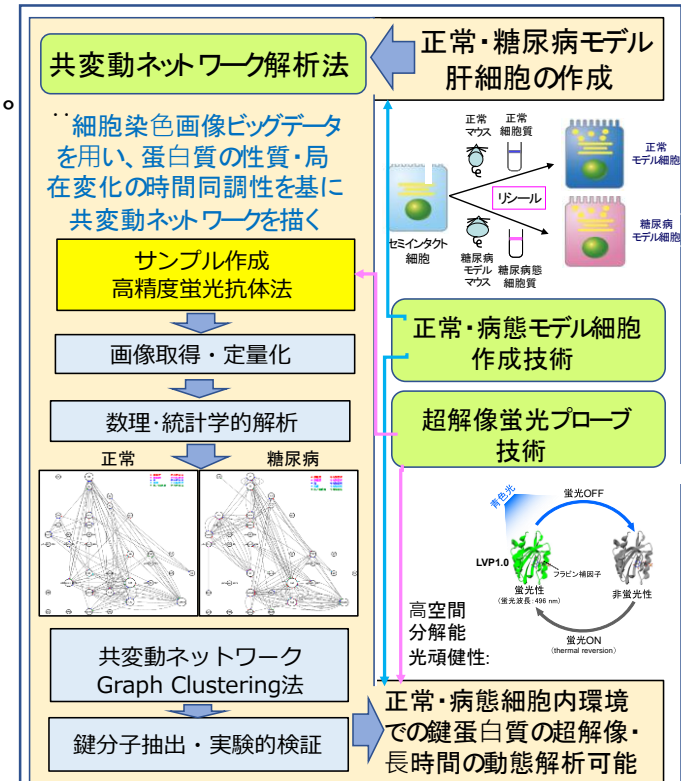 共変動ネットワーク解析法
正常・糖尿病モデル
肝細胞の作成
。
細胞染色画像ビッグデータ
を用い、蛋白質の性質・局
在変化の時間同調性を基に
共変動ネットワークを描く
正常
マウス
正常
細胞質
正常
モデル細胞
リシール
セミインタクト
細胞
糖尿病
モデル
マウス
糖尿病態
細胞質
糖尿病
モデル細胞
サンプル作成
高精度蛍光抗体法
画像取得・定量化
数理・統計学的解析
正常
糖尿病
正常・病態モデル細胞
作成技術
超解像蛍光プローブ
技術
青色光
蛍光OFF
LVP1.0
フラビン補因子
蛍光性
(蛍光波長: 496 nm)
非蛍光性
蛍光ON
(thermal reversion)
高空間
分解能
光頑健性:
共変動ネットワーク
Graph Clustering法
鍵分子抽出・実験的検証
正常・病態細胞内環境
での鍵蛋白質の超解像・
長時間の動態解析可能